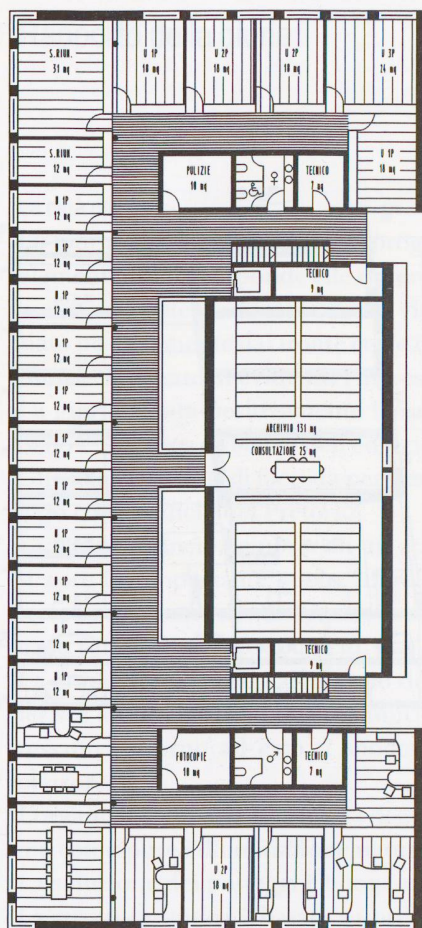 S.RIUN.
31 mq
U 1P
18 mq
U 2P
18 mq
U 2P
18 mq
U 3P
24 mq
S.RIUN.
12 mq
PULIZIE
18 mq
TECNICO
7 mq
U 1P
18 mq
U 1P
12 mq
U 1P
12 mq
U 1P
12 mq
TECNICO
9 mq
U 1P
12 mq
U 1P
12 mq
U 1P
12 mq
ARCHIVIO 131 mq
CONSULTAZIONE 25 mq
U 1P
12 mq
U 1P
12 mq
U 1P
12 mq
U 1P
12 mq
TECNICO
9 mq
U 1P
12 mq
FOTOCOPIE
18 mq
TECNICO
7 mq
U 2P
18 mq